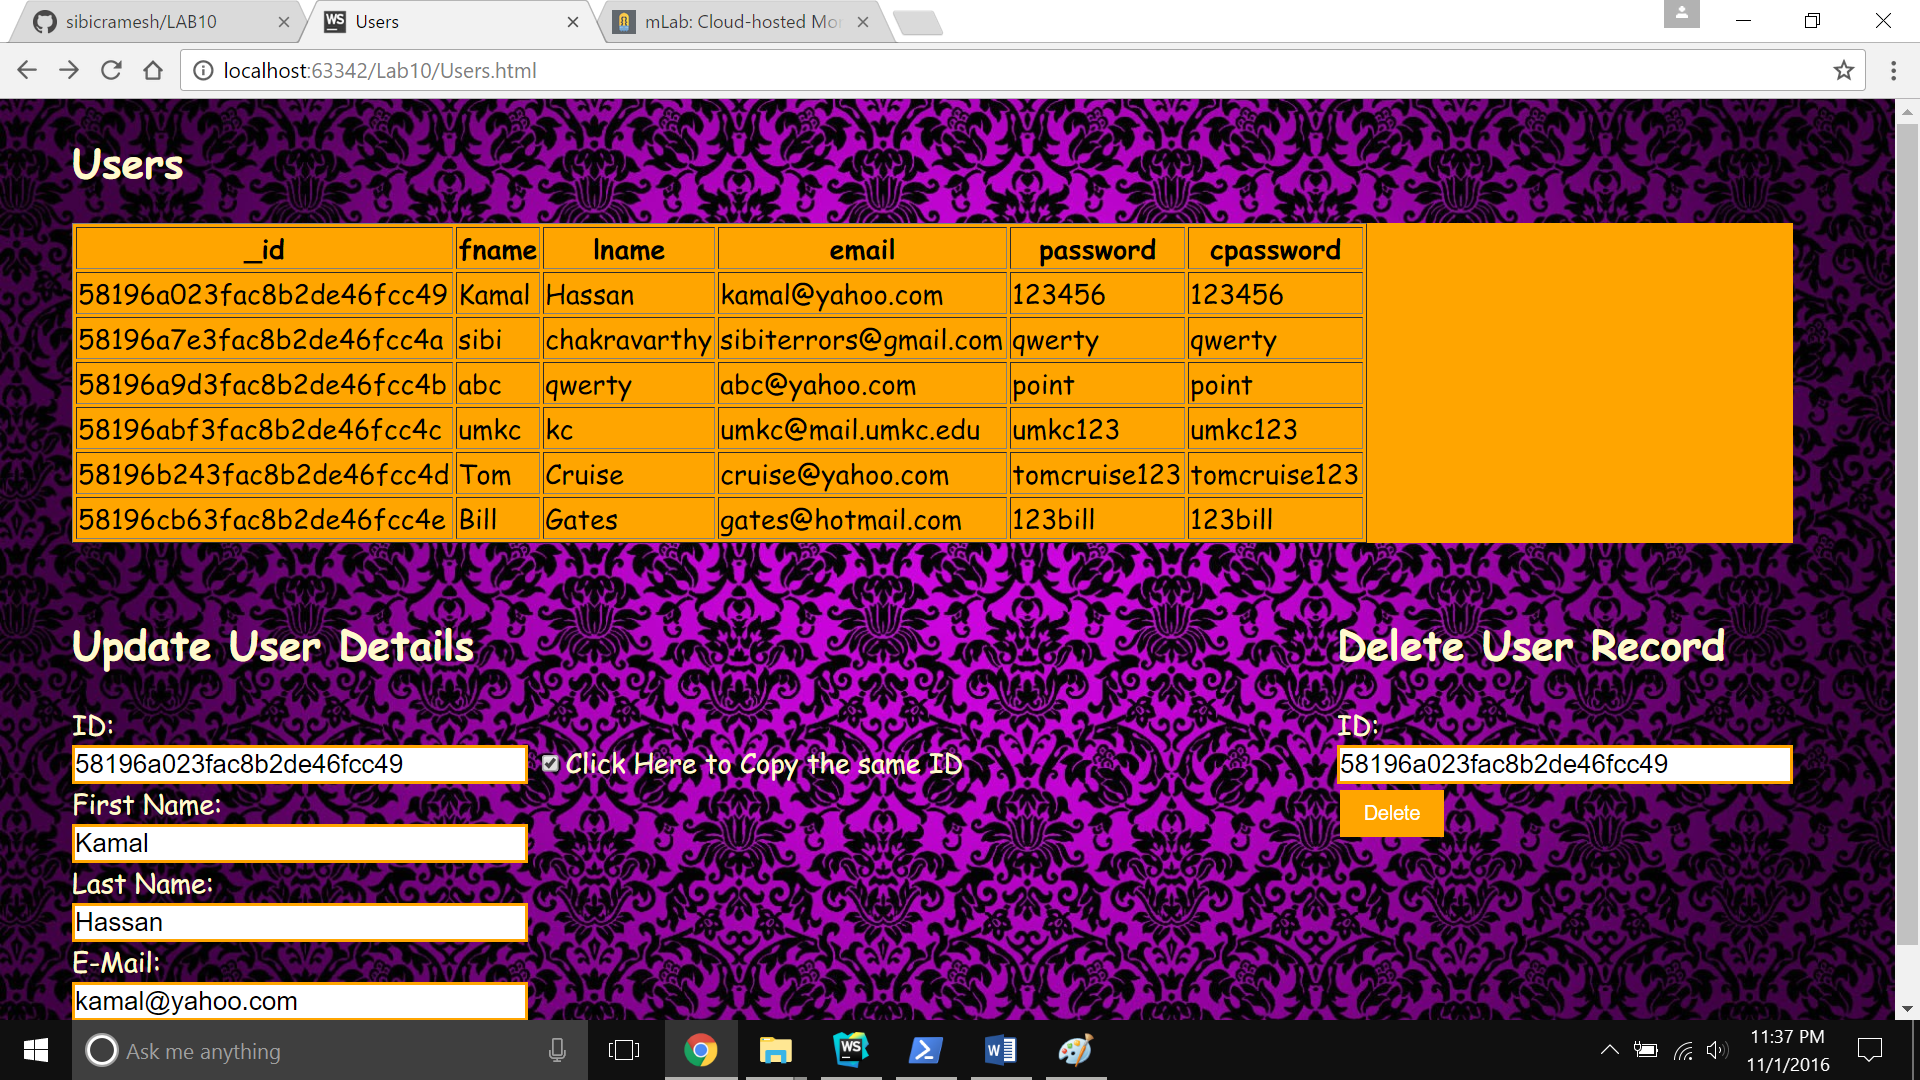 sibicramesh/LAB10
Users
mLab: Cloud-hosted Mon
localhost:63342/Lab10/Users.html
Users
_id fname lname email password cpassword
58196a023fac8b2de46fcc49 Kamal Hassan kamal@yahoo.com 123456 123456
58196a7e3fac8b2de46fcc4a sibi chakravarthy sibiterrors@gmail.com qwerty qwerty
58196a9d3fac8b2de46fcc4b abc qwerty abc@yahoo.com point point
58196abf3fac8b2de46fcc4c umkc kc umkc@mail.umkc.edu umkc123 umkc123
58196b243fac8b2de46fcc4d Tom Cruise cruise@yahoo.com tomcruise123 tomcruise123
58196cb63fac8b2de46fcc4e Bill Gates gates@hotmail.com 123bill 123bill
Update User Details
ID:
58196a023fac8b2de46fcc49 Click Here to Copy the same ID
First Name:
Kamal
Last Name:
Hassan
E-Mail:
kamal@yahoo.com
Delete User Record
ID:
58196a023fac8b2de46fcc49
Delete
Ask me anything
11:37 PM
11/1/2016